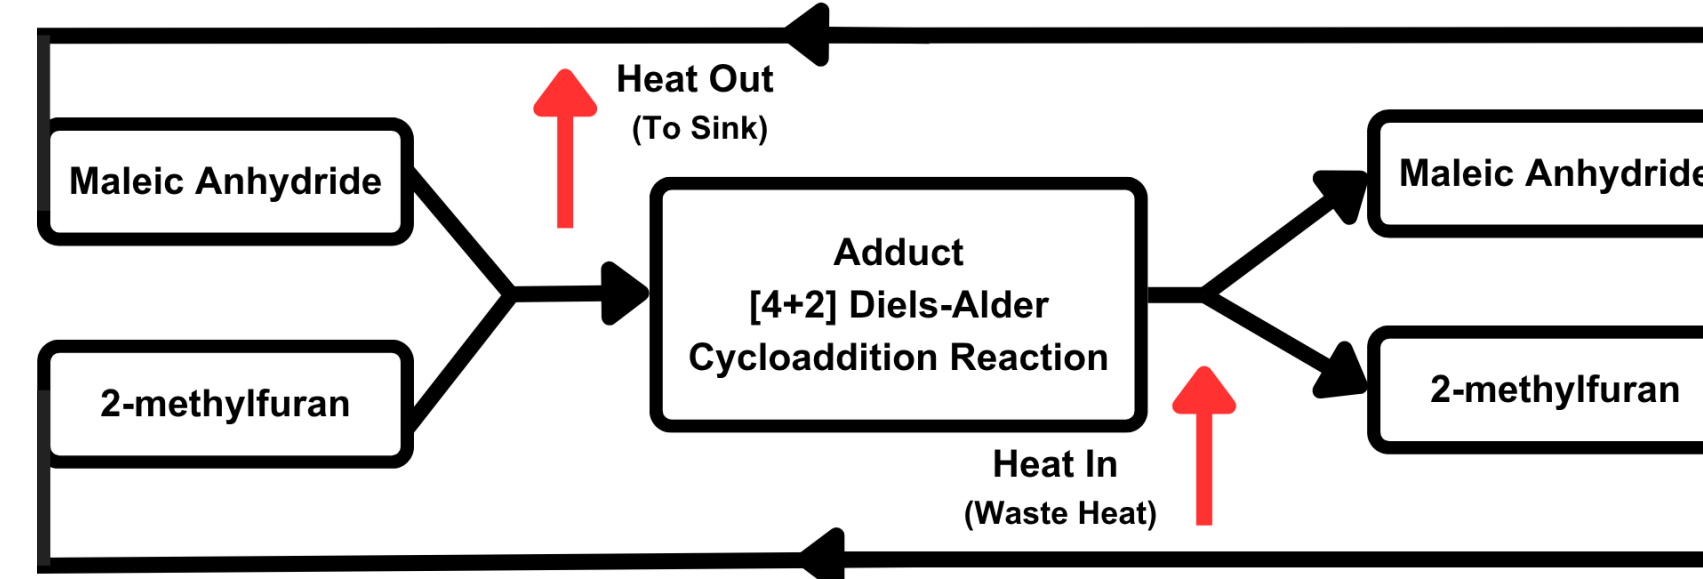 Heat Out
(To Sink)
Maleic Anhydride
2-methylfuran
Adduct
[4+2] Diels-Alder
Cycloaddition Reaction
Heat In
(Waste Heat)
Maleic Anhydride
2-methylfuran